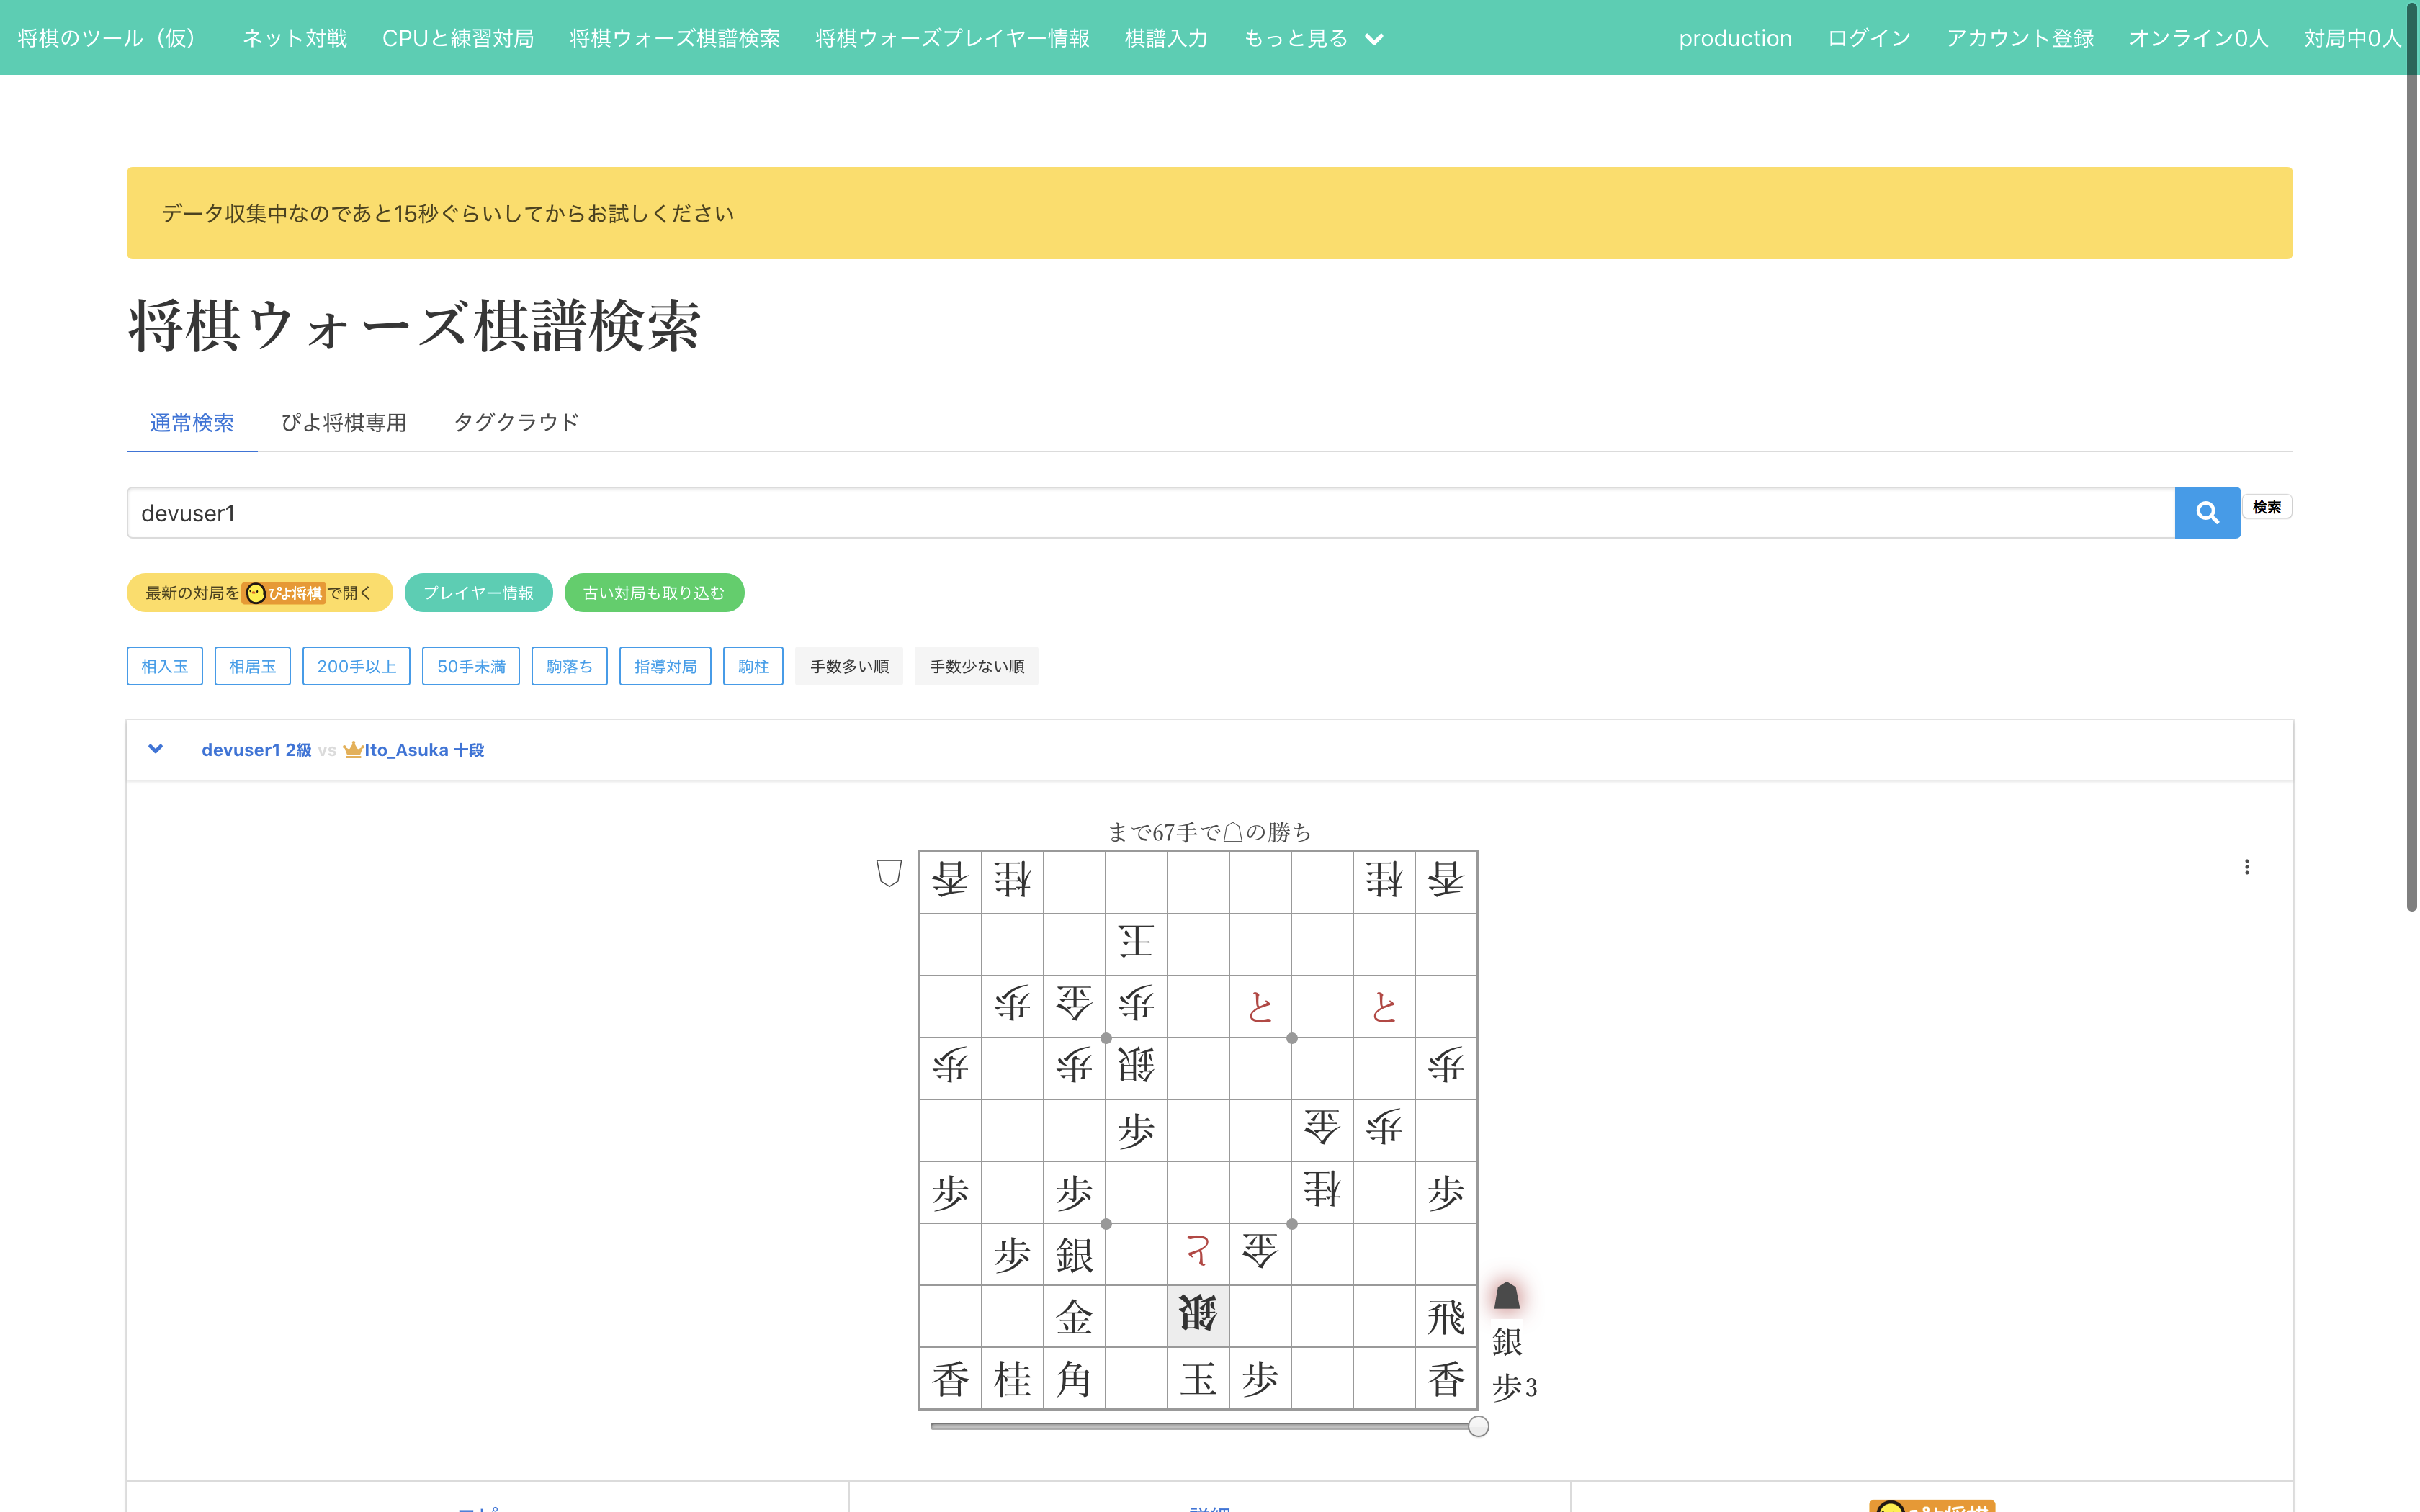 将棋のツール（仮） ネット対戦 CPUと練習対局 将棋ウォーズ棋譜検索 将棋ウォーズプレイヤー情報 棋譜入力 もっと見る production ログイン アカウント登録 オンライン0人 対局中0人
データ収集中なのであと15秒ぐらいしてからお試しください
将棋ウォーズ棋譜検索
通常検索 ぴよ将棋専用 タグクラウド
devuser1 検索
最新の対局をぴよ将棋で開く プレイヤー情報 古い対局も取り込む
相入玉 相居玉 200手以上 50手未満 駒落ち 指導対局 駒柱 手数多い順 手数少ない順
devuser1 2級 vs Ito_Asuka 十段
まで67手で☖の勝ち
香 桂 桂 香
王
歩 金 歩 と と
歩 歩 銀 歩
歩 金 歩
歩 歩 桂 歩
歩 銀 と 金
金 銀 飛
香 桂 角 玉 歩 香
銀
歩3
コピー 詳細 ぴよ将棋